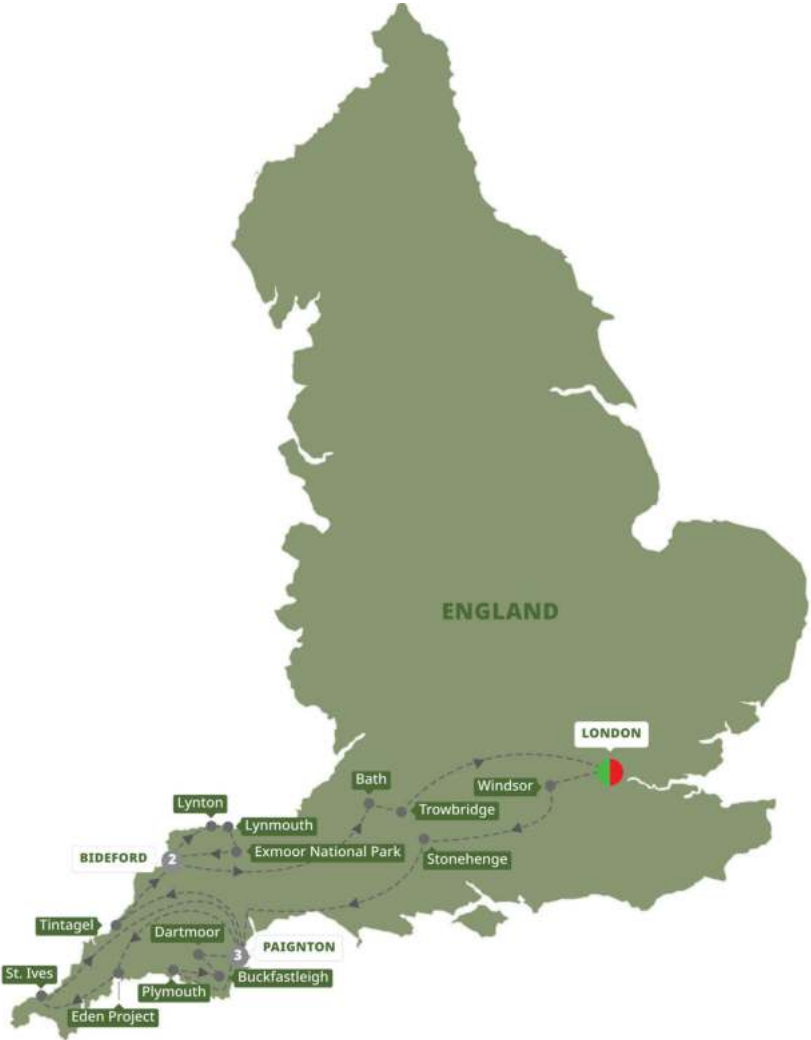 ENGLAND
LONDON
Bath
Windsor
Lynton
Trowbridge
Lynmouth
BIDEFORD
2
Exmoor National Park
Stonehenge
Tintagel
Dartmoor
PAIGNTON
3
St. Ives
Buckfastleigh
Plymouth
Eden Project